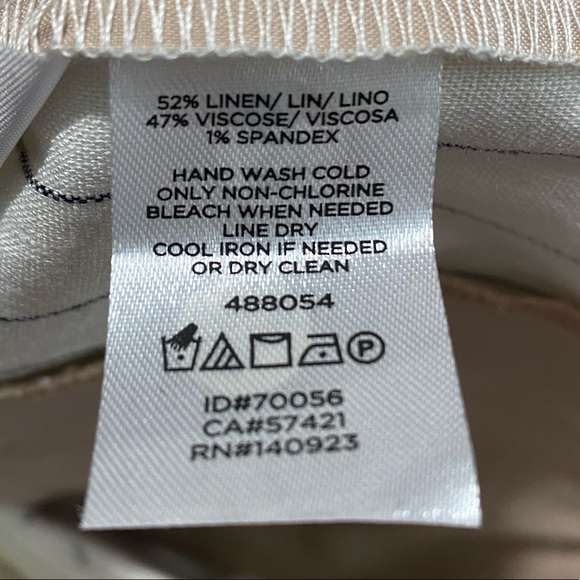 52% LINEN/ LIN/ LINO
47% VISCOSE/ VISCOSA
1% SPANDEX
HAND WASH COLD
ONLY NON-CHLORINE
BLEACH WHEN NEEDED
LINE DRY
COOL IRON IF NEEDED
OR DRY CLEAN
488054
P
ID#70056
CA#57421
RN#140923